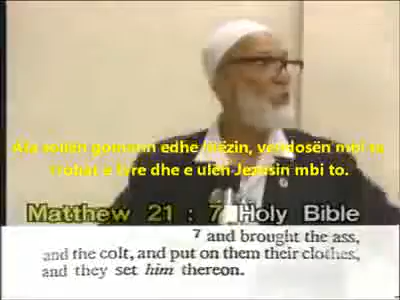 Ata sollën gomarin edhe mëzin, vendosën mbi ta
rrobat e tyre dhe e ulën Jezusin mbi to.
Matthew 21 : 7 Holy Bible
7 and brought the ass,
and the colt, and put on them their clothes,
and they set him thereon.